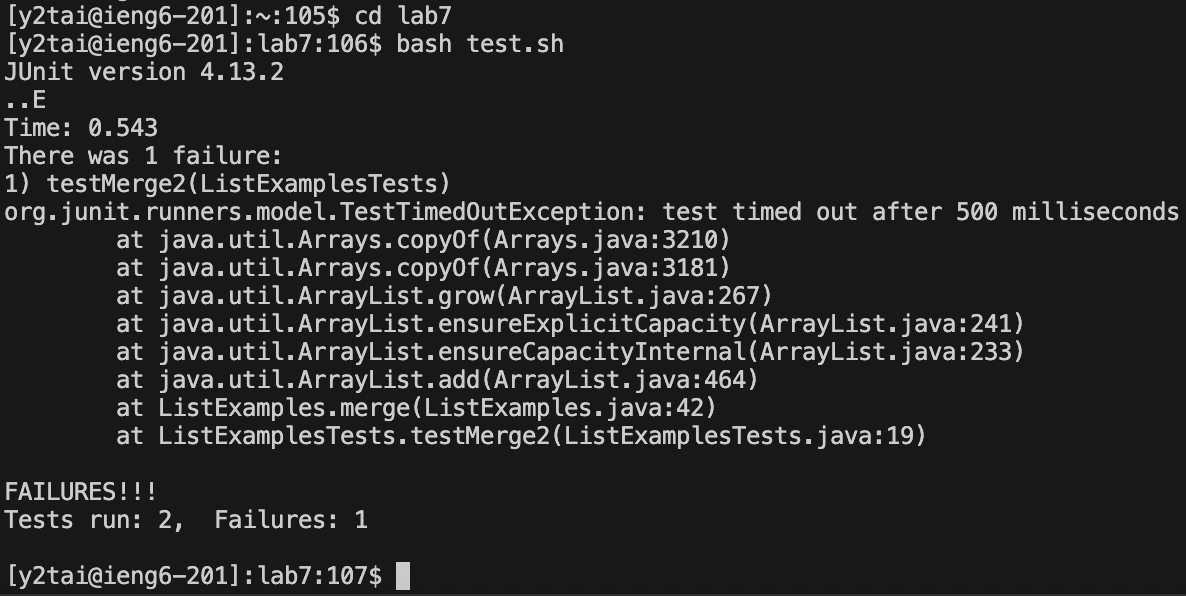 [y2tai@ieng6-201]:~:105$ cd lab7
[y2tai@ieng6-201]:lab7:106$ bash test.sh
JUnit version 4.13.2
..E
Time: 0.543
There was 1 failure:
1) testMerge2(ListExamplesTests)
org.junit.runners.model.TestTimedOutException: test timed out after 500 milliseconds
        at java.util.Arrays.copyOf(Arrays.java:3210)
        at java.util.Arrays.copyOf(Arrays.java:3181)
        at java.util.ArrayList.grow(ArrayList.java:267)
        at java.util.ArrayList.ensureExplicitCapacity(ArrayList.java:241)
        at java.util.ArrayList.ensureCapacityInternal(ArrayList.java:233)
        at java.util.ArrayList.add(ArrayList.java:464)
        at ListExamples.merge(ListExamples.java:42)
        at ListExamplesTests.testMerge2(ListExamplesTests.java:19)

FAILURES!!!
Tests run: 2,  Failures: 1

[y2tai@ieng6-201]:lab7:107$